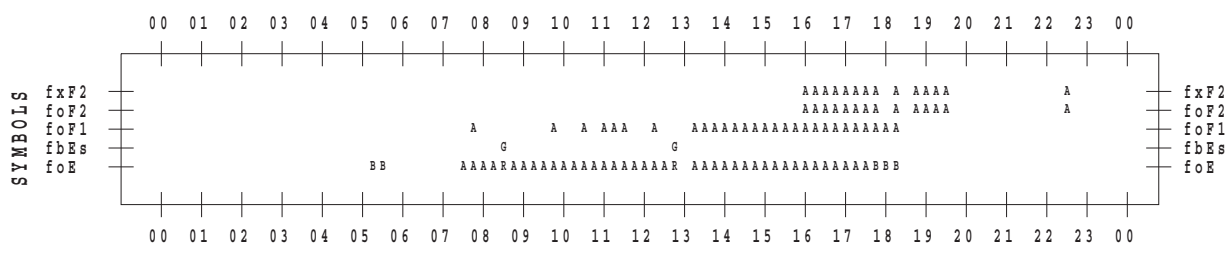 00 01 02 03 04 05 06 07 08 09 10 11 12 13 14 15 16 17 18 19 20 21 22 23 00
SYMBOLS
fxF2 AAAAAAAA A AAAA A fxF2
foF2 AAAAAAAA A AAAA A foF2
foF1 A A A AAA A AAAAAAAAAAAAAAAAAAAAA foF1
fbEs G G fbEs
foE BB AAAARAAAAAAAAAAAAAAAAR AAAAAAAAAAAAAAAAAABBB foE
00 01 02 03 04 05 06 07 08 09 10 11 12 13 14 15 16 17 18 19 20 21 22 23 00